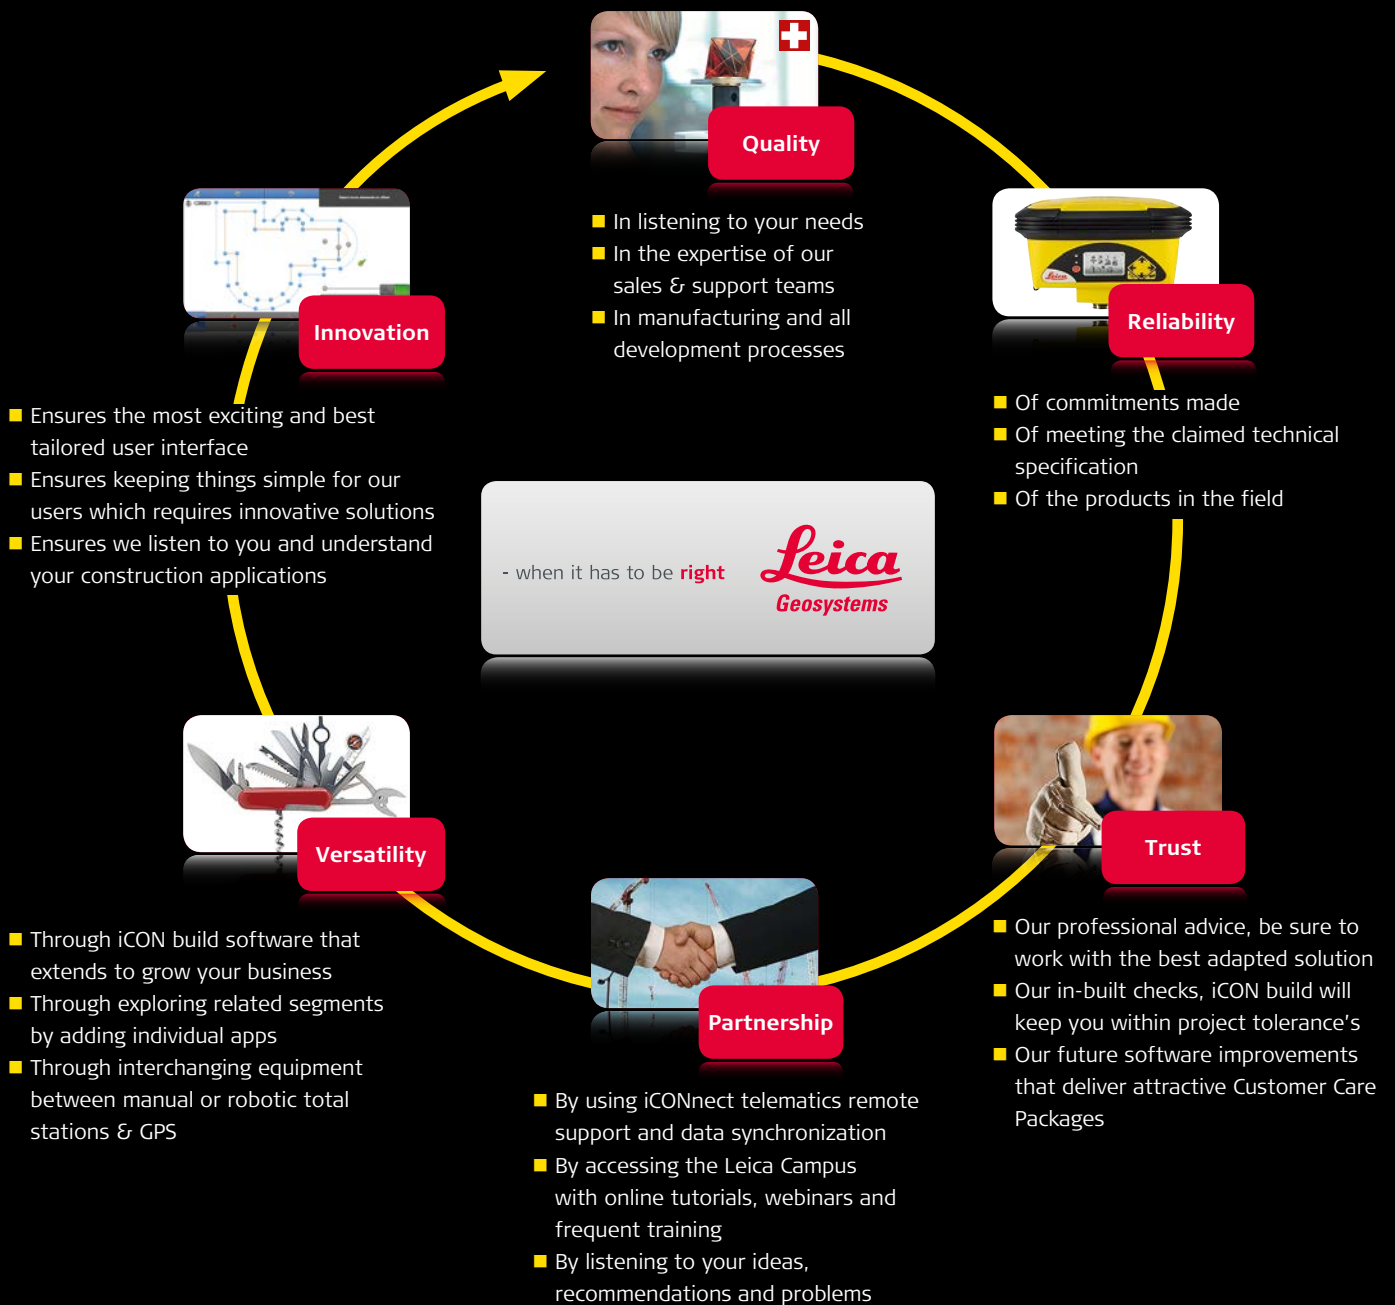 Quality
In listening to your needs
In the expertise of our
sales & support teams
In manufacturing and all
development processes
Leica
Reliability
Of commitments made
Of meeting the claimed technical
specification
Of the products in the field
Trust
Our professional advice, be sure to
work with the best adapted solution
Our in-built checks, iCON build will
keep you within project tolerance's
Our future software improvements
that deliver attractive Customer Care
Packages
Partnership
By using iCONnect telematics remote
support and data synchronization
By accessing the Leica Campus
with online tutorials, webinars and
frequent training
By listening to your ideas,
recommendations and problems
Versatility
Through iCON build software that
extends to grow your business
Through exploring related segments
by adding individual apps
Through interchanging equipment
between manual or robotic total
stations & GPS
Innovation
Ensures the most exciting and best
tailored user interface
Ensures keeping things simple for our
users which requires innovative solutions
Ensures we listen to you and understand
your construction applications
- when it has to be right
Leica
Geosystems